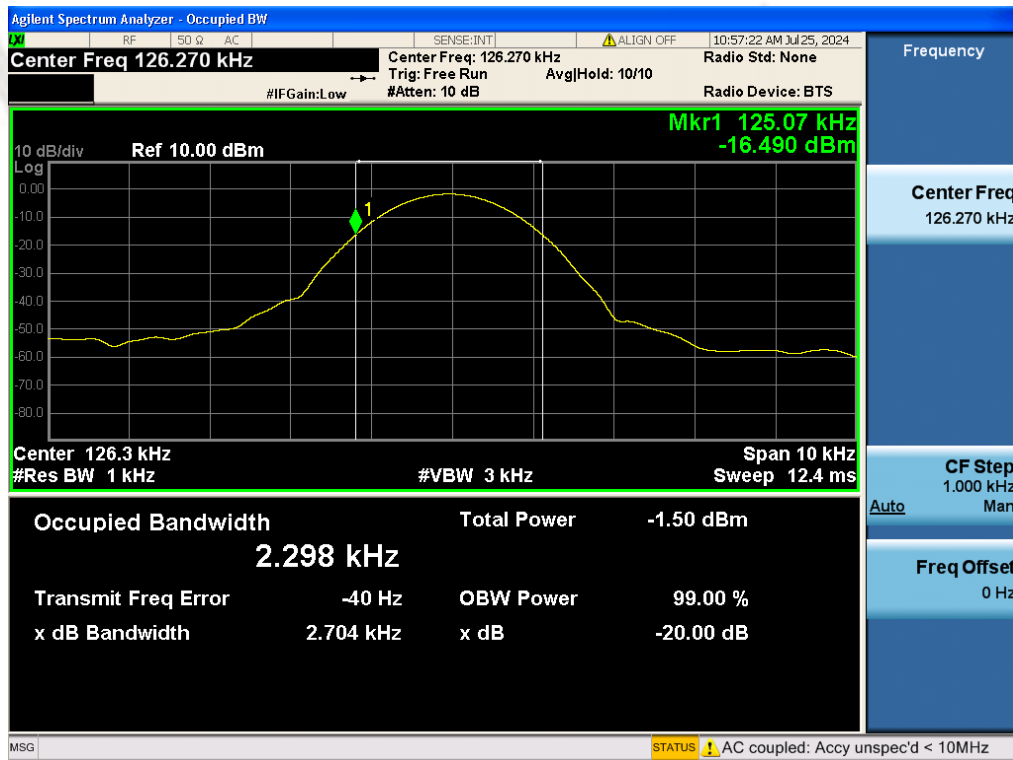 Agilent Spectrum Analyzer - Occupied BW
LXI RF 50 Ω AC SENSE:INT ALIGN OFF 10:57:22 AM Jul 25, 2024
Center Freq 126.270 kHz
Center Freq: 126.270 kHz Radio Std: None
Trig: Free Run Avg|Hold: 10/10
#IFGain:Low #Atten: 10 dB Radio Device: BTS
Mkr1 125.07 kHz
-16.490 dBm
10 dB/div Ref 10.00 dBm
Log
0.00
1
-10.0
-20.0
-30.0
-40.0
-50.0
-60.0
-70.0
-80.0
Center 126.3 kHz Span 10 kHz
#Res BW 1 kHz #VBW 3 kHz Sweep 12.4 ms
Occupied Bandwidth Total Power -1.50 dBm
2.298 kHz
Transmit Freq Error -40 Hz OBW Power 99.00 %
x dB Bandwidth 2.704 kHz x dB -20.00 dB
Frequency
Center Freq
126.270 kHz
CF Step
1.000 kHz
Auto Man
Freq Offset
0 Hz
MSG STATUS AC coupled: Accy unspec'd < 10MHz